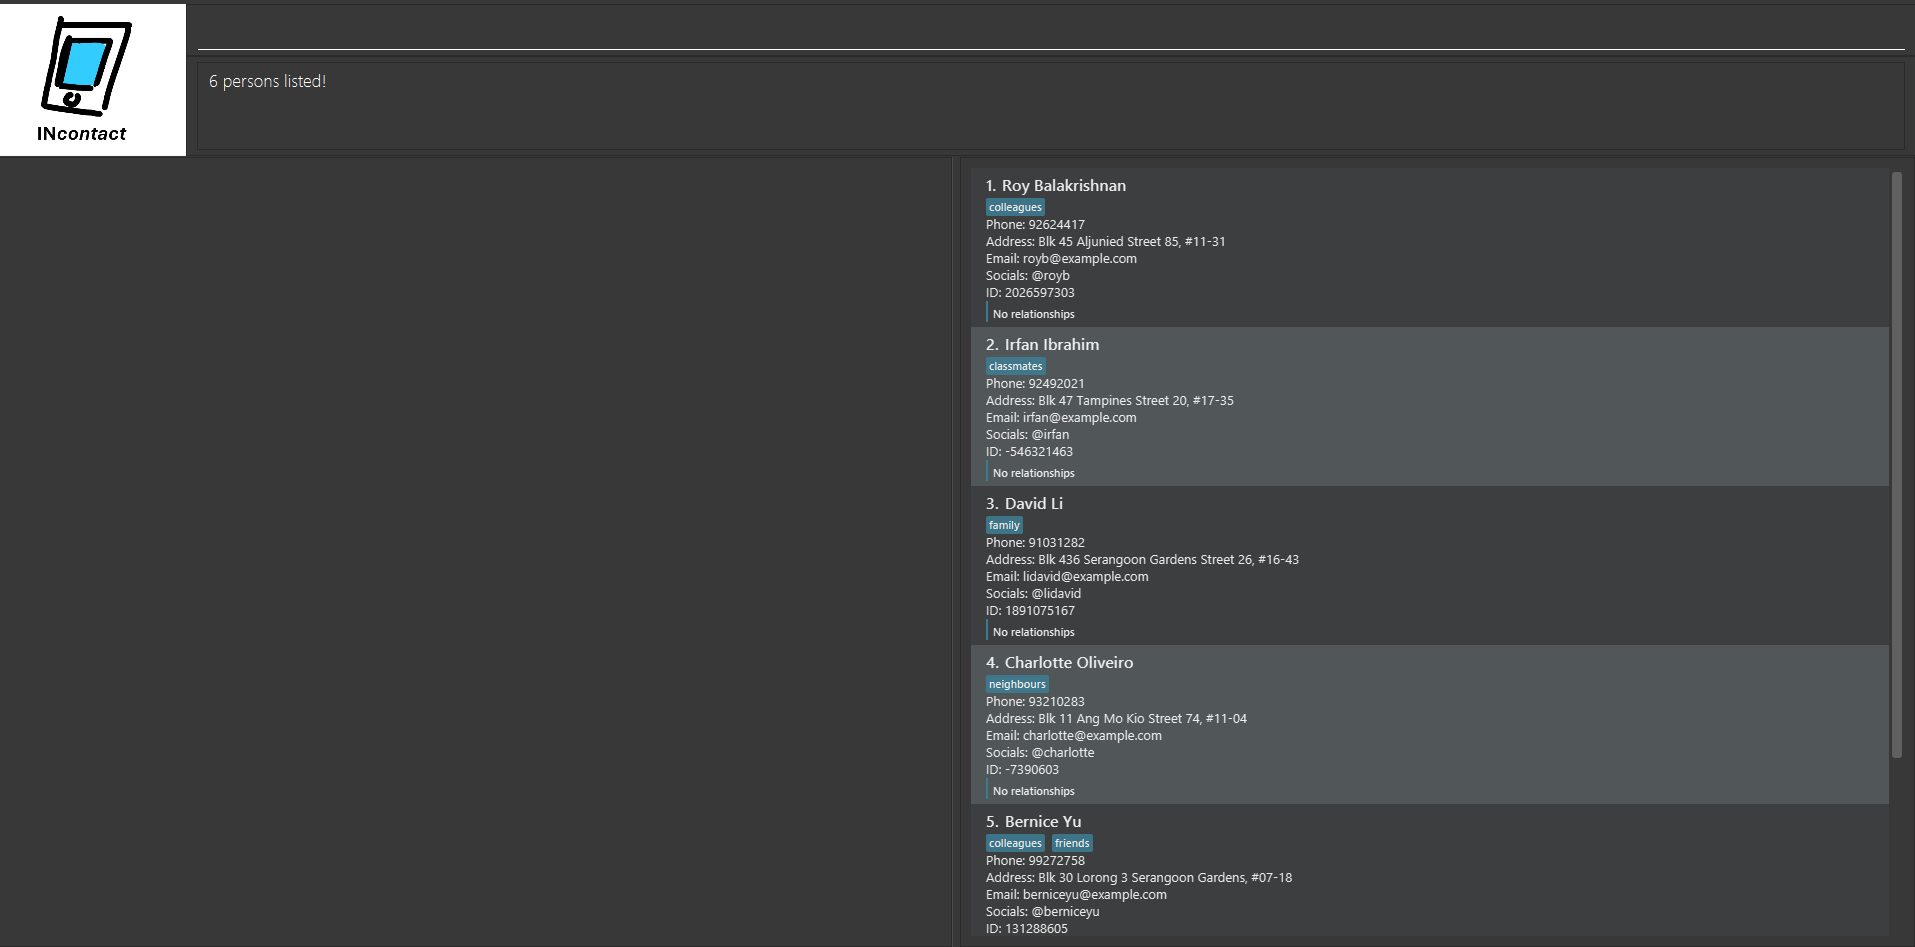 INcontact
6 persons listed!
1. Roy Balakrishnan
colleagues
Phone: 92624417
Address: Blk 45 Aljunied Street 85, #11-31
Email: royb@example.com
Socials: @royb
ID: 2026597303
No relationships
2. Irfan Ibrahim
classmates
Phone: 92492021
Address: Blk 47 Tampines Street 20, #17-35
Email: irfan@example.com
Socials: @irfan
ID: -546321463
No relationships
3. David Li
family
Phone: 91031282
Address: Blk 436 Serangoon Gardens Street 26, #16-43
Email: lidavid@example.com
Socials: @lidavid
ID: 1891075167
No relationships
4. Charlotte Oliveiro
neighbours
Phone: 93210283
Address: Blk 11 Ang Mo Kio Street 74, #11-04
Email: charlotte@example.com
Socials: @charlotte
ID: -7390603
No relationships
5. Bernice Yu
colleagues friends
Phone: 99272758
Address: Blk 30 Lorong 3 Serangoon Gardens, #07-18
Email: berniceyu@example.com
Socials: @berniceyu
ID: 131288605